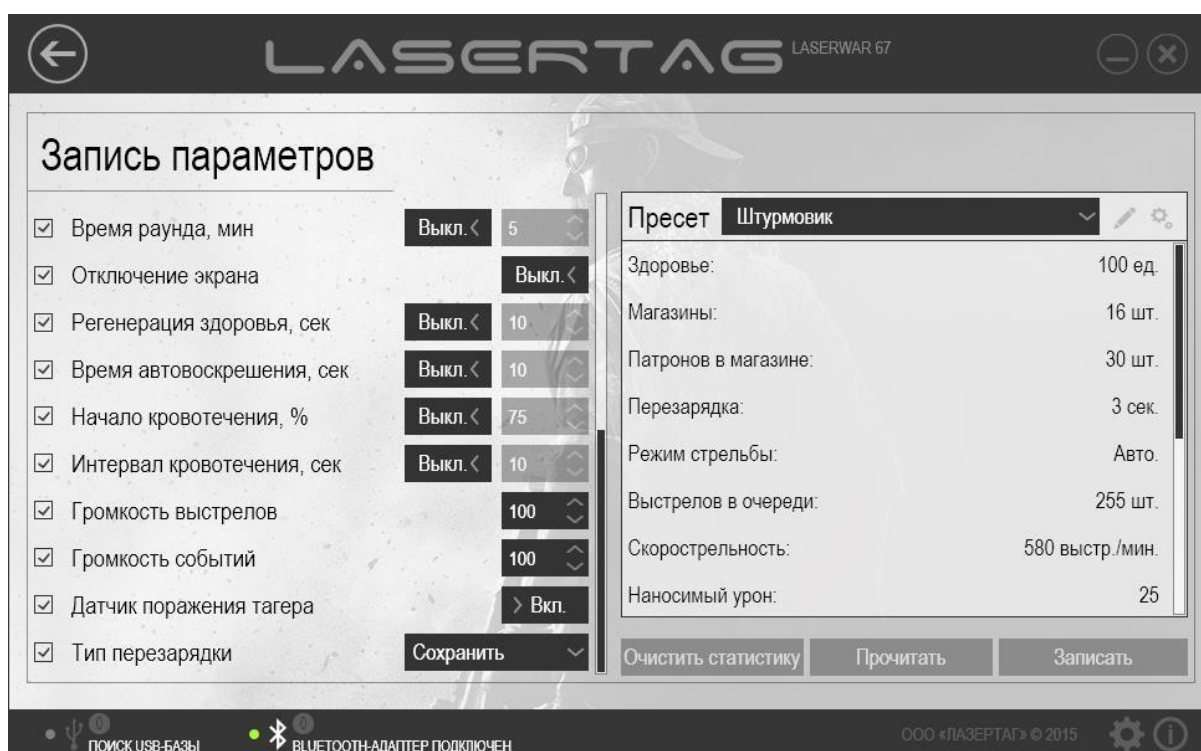 LASERTAG LASERWAR 67
Запись параметров
Время раунда, мин Выкл. 5
Отключение экрана Выкл.
Регенерация здоровья, сек Выкл. 10
Время автовоскрешения, сек Выкл. 10
Начало кровотечения, % Выкл. 75
Интервал кровотечения, сек Выкл. 10
Громкость выстрелов 100
Громкость событий 100
Датчик поражения тагера Вкл.
Тип перезарядки Сохранить
Пресет Штурмовик
Здоровье: 100 ед.
Магазины: 16 шт.
Патронов в магазине: 30 шт.
Перезарядка: 3 сек.
Режим стрельбы: Авто.
Выстрелов в очереди: 255 шт.
Скорострельность: 580 выстр./мин.
Наносимый урон: 25
Очистить статистику Прочитать Записать
0 ПОИСК USB-БАЗЫ 0 BLUETOOTH-АДАПТЕР ПОДКЛЮЧЕН ООО «ЛАЗЕРТАГ» © 2015